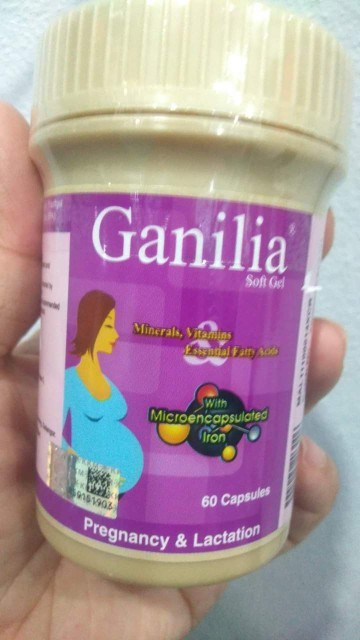 Ganilia®
Soft Gel
Minerals, Vitamins
&
Essential Fatty Acids
With
Microencapsulated
Iron
60 Capsules
Pregnancy & Lactation